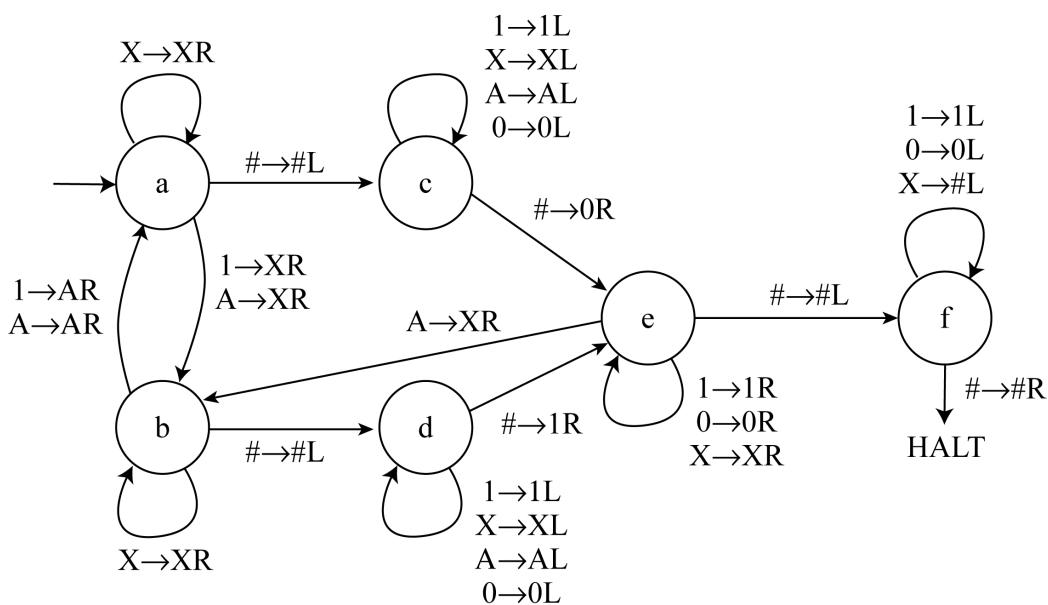 X→XR
1→1L
X→XL
A→AL
0→0L
a
#→#L
c
1→1L
0→0L
X→#L
#→0R
1→AR
A→AR
1→XR
A→XR
A→XR
e
#→#L
f
b
#→#L
d
#→1R
1→1R
0→0R
X→XR
#→#R
HALT
X→XR
1→1L
X→XL
A→AL
0→0L